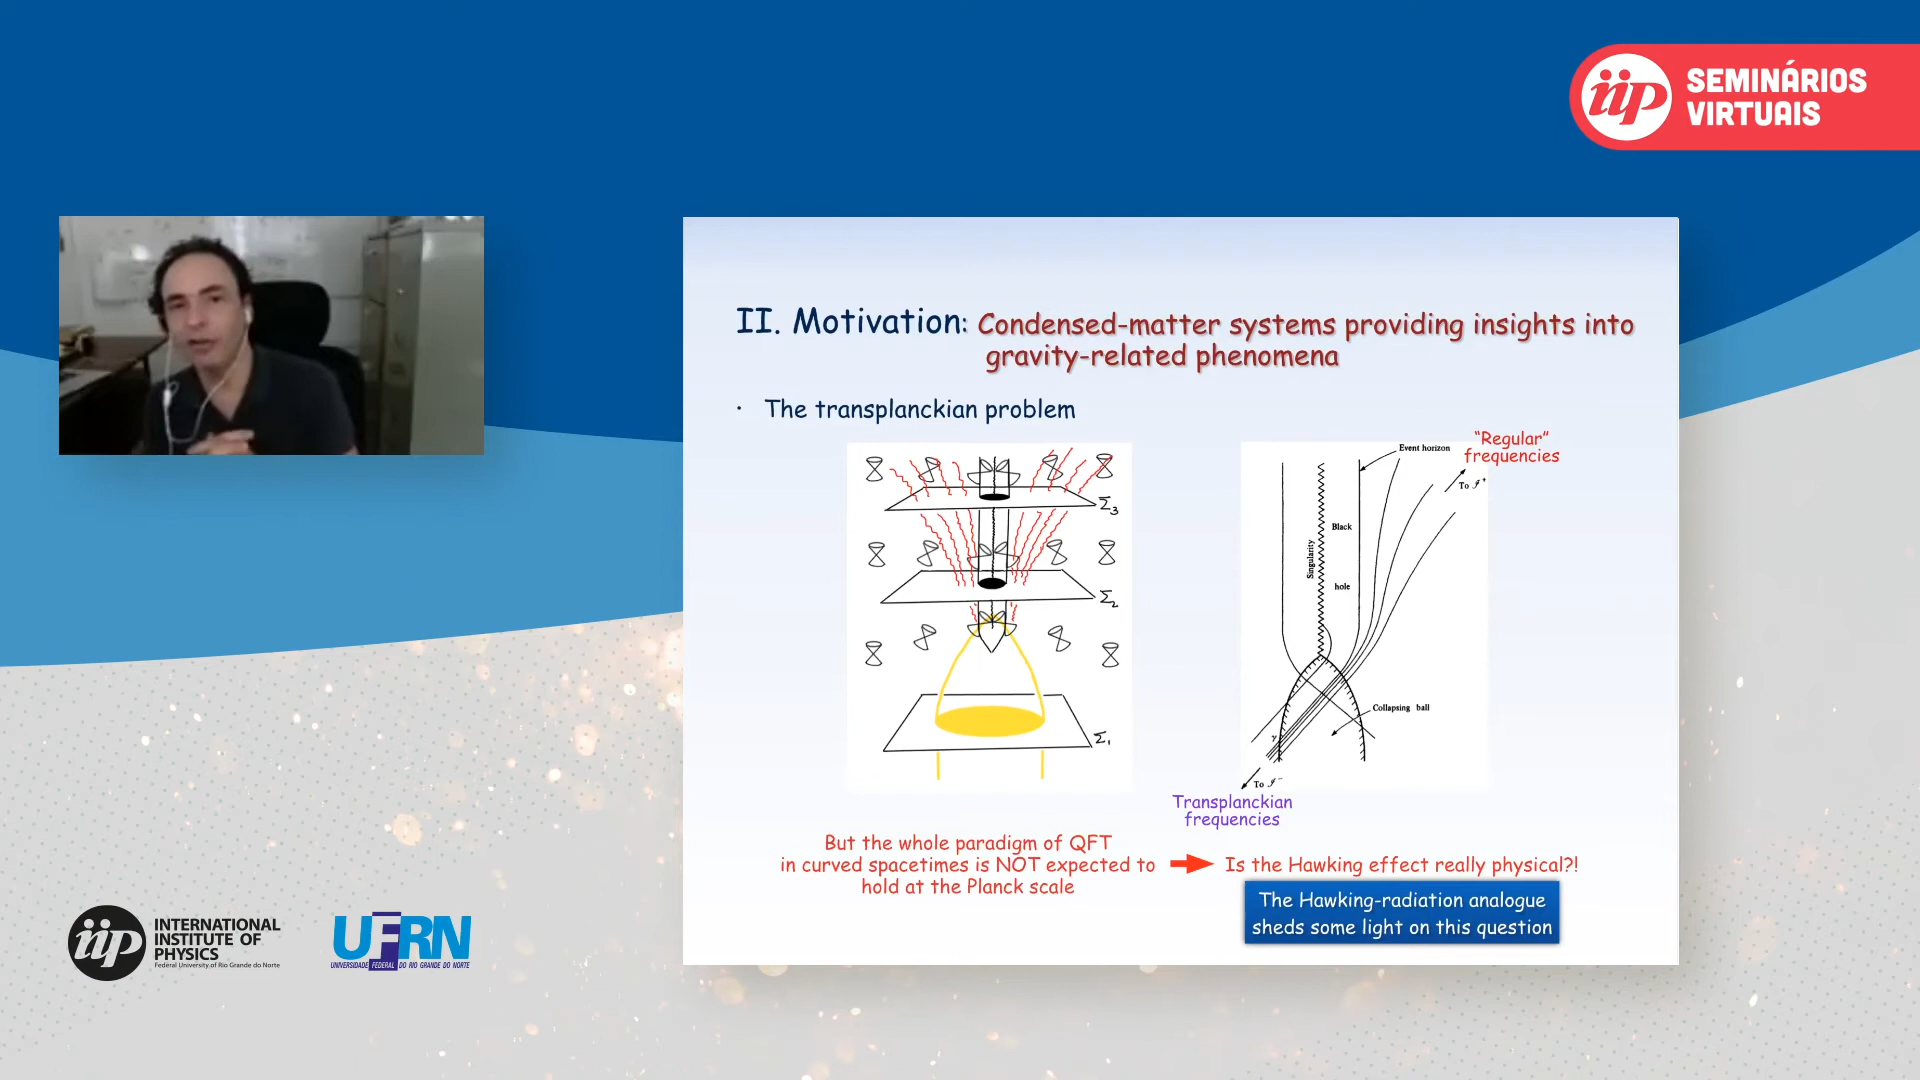 iip SEMINÁRIOS
VIRTUAIS
II. Motivation: Condensed-matter systems providing insights into
gravity-related phenomena
· The transplanckian problem
"Regular"
frequencies
Event horizon
To 𝓘⁺
Σ₃
Black
Singularity
hole
Σ₂
Collapsing ball
Σ₁
γ
To 𝓘⁻
Transplanckian
frequencies
But the whole paradigm of QFT
in curved spacetimes is NOT expected to
hold at the Planck scale
Is the Hawking effect really physical?!
The Hawking-radiation analogue
sheds some light on this question
iip INTERNATIONAL
INSTITUTE OF
PHYSICS
Federal University of Rio Grande do Norte
UFRN
UNIVERSIDADE FEDERAL DO RIO GRANDE DO NORTE